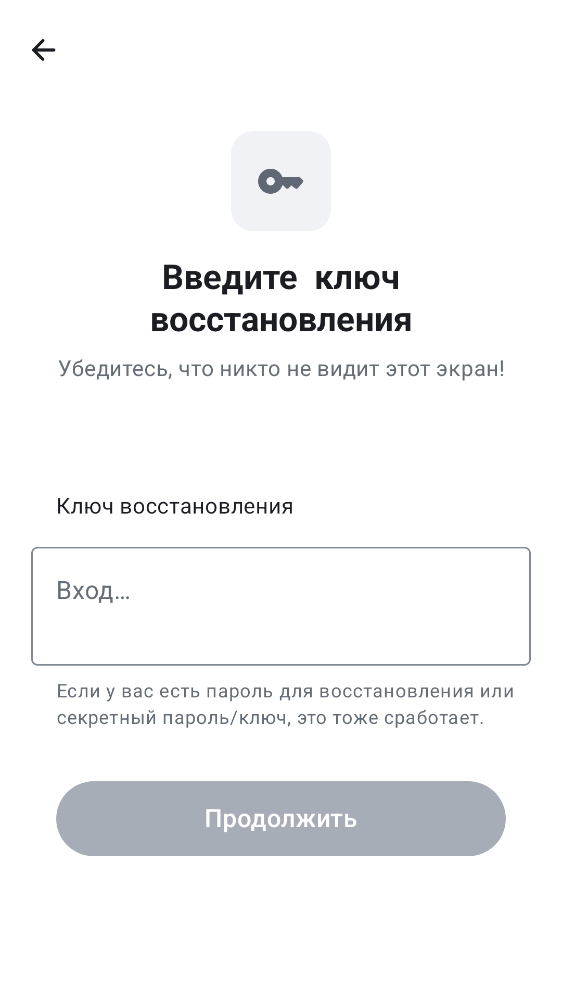 Введите  ключ
восстановления
Убедитесь, что никто не видит этот экран!
Ключ восстановления
Вход…
Если у вас есть пароль для восстановления или
секретный пароль/ключ, это тоже сработает.
Продолжить